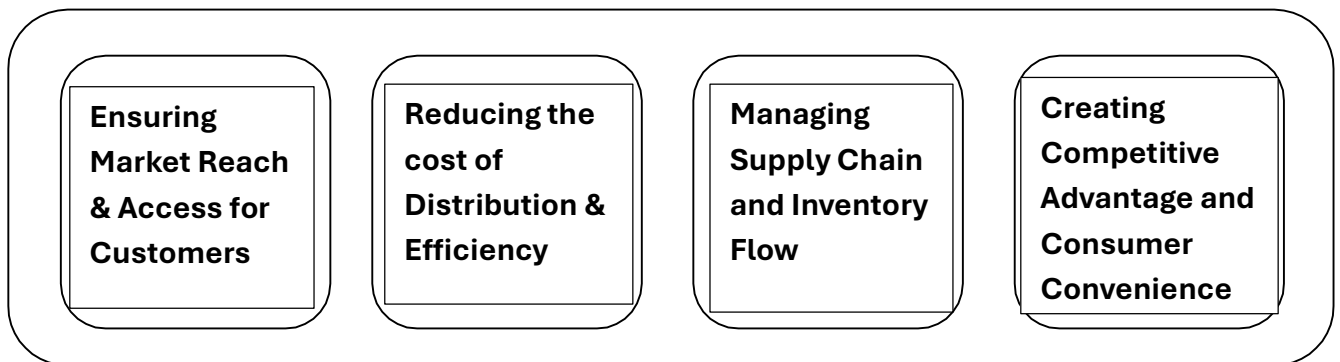 Ensuring
Market Reach
& Access for
Customers
Reducing the
cost of
Distribution &
Efficiency
Managing
Supply Chain
and Inventory
Flow
Creating
Competitive
Advantage and
Consumer
Convenience